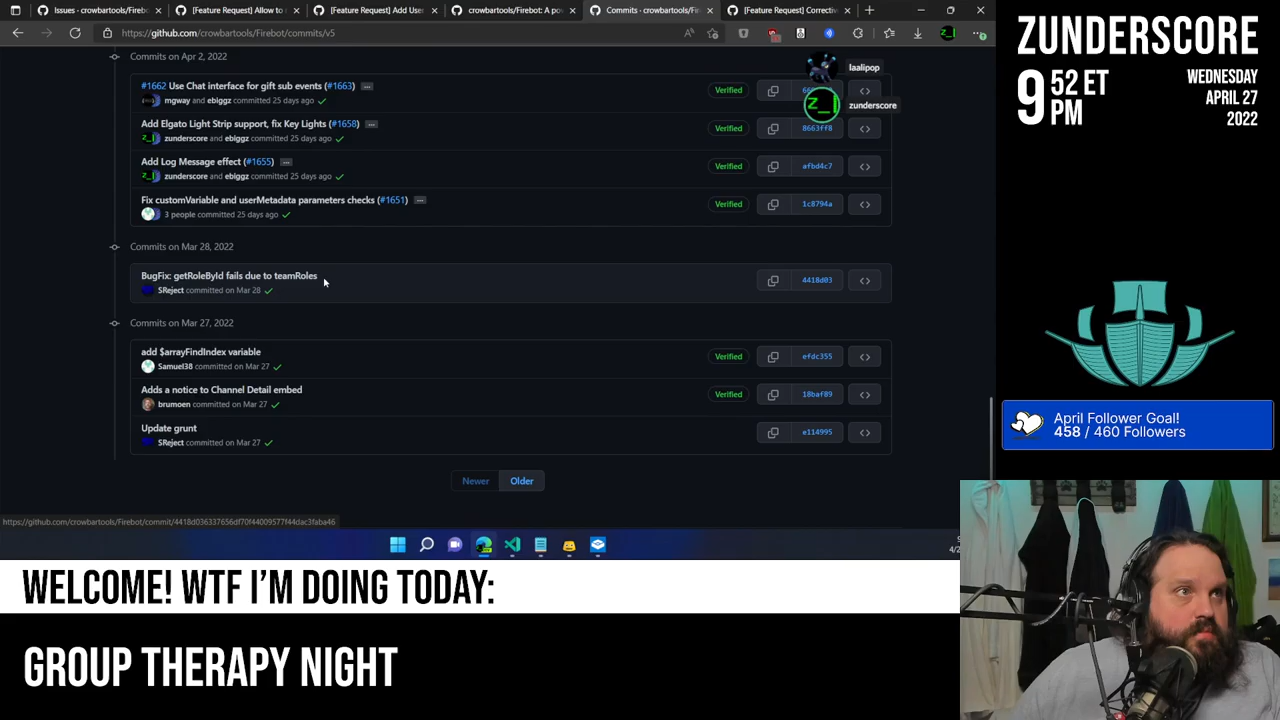 Issues - crowbartools/Firebo
[Feature Request] Allow to
[Feature Request] Add User
crowbartools/Firebot: A po
Commits - crowbartools/Fi
[Feature Request] Correctiv
https://github.com/crowbartools/Firebot/commits/v5
Commits on Apr 2, 2022
#1662 Use Chat interface for gift sub events (#1663)
mgway and ebiggz committed 25 days ago
Verified
Add Elgato Light Strip support, fix Key Lights (#1658)
zunderscore and ebiggz committed 25 days ago
Verified
8663ff8
Add Log Message effect (#1655)
zunderscore and ebiggz committed 25 days ago
Verified
afbd4c7
Fix customVariable and userMetadata parameters checks (#1651)
3 people committed 25 days ago
Verified
1c8794a
Commits on Mar 28, 2022
BugFix: getRoleById fails due to teamRoles
SReject committed on Mar 28
4418d03
Commits on Mar 27, 2022
add $arrayFindIndex variable
Samuel38 committed on Mar 27
Verified
efdc355
Adds a notice to Channel Detail embed
brumoen committed on Mar 27
Verified
18baf89
Update grunt
SReject committed on Mar 27
e114995
Newer
Older
https://github.com/crowbartools/Firebot/commit/4418d036337656df70f44009577f44dac3faba46
laalipop
z_
zunderscore
ZUNDERSCORE
9 52 ET
PM
WEDNESDAY
APRIL 27
2022
April Follower Goal!
458 / 460 Followers
WELCOME! WTF I'M DOING TODAY:
GROUP THERAPY NIGHT